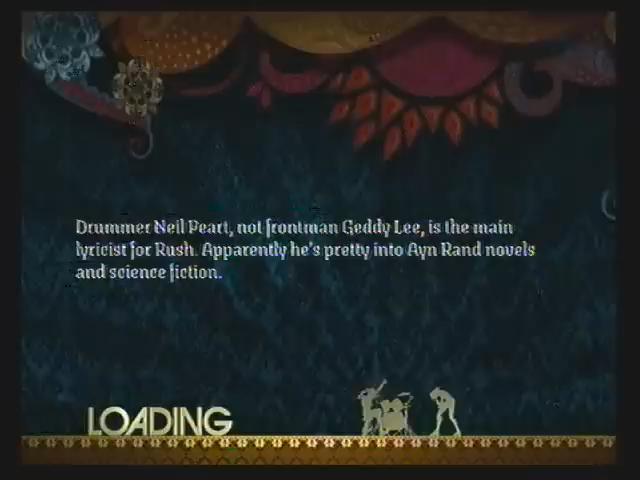 Drummer Neil Peart, not frontman Geddy Lee, is the main
lyricist for Rush. Apparently he's pretty into Ayn Rand novels
and science fiction.
LOADING